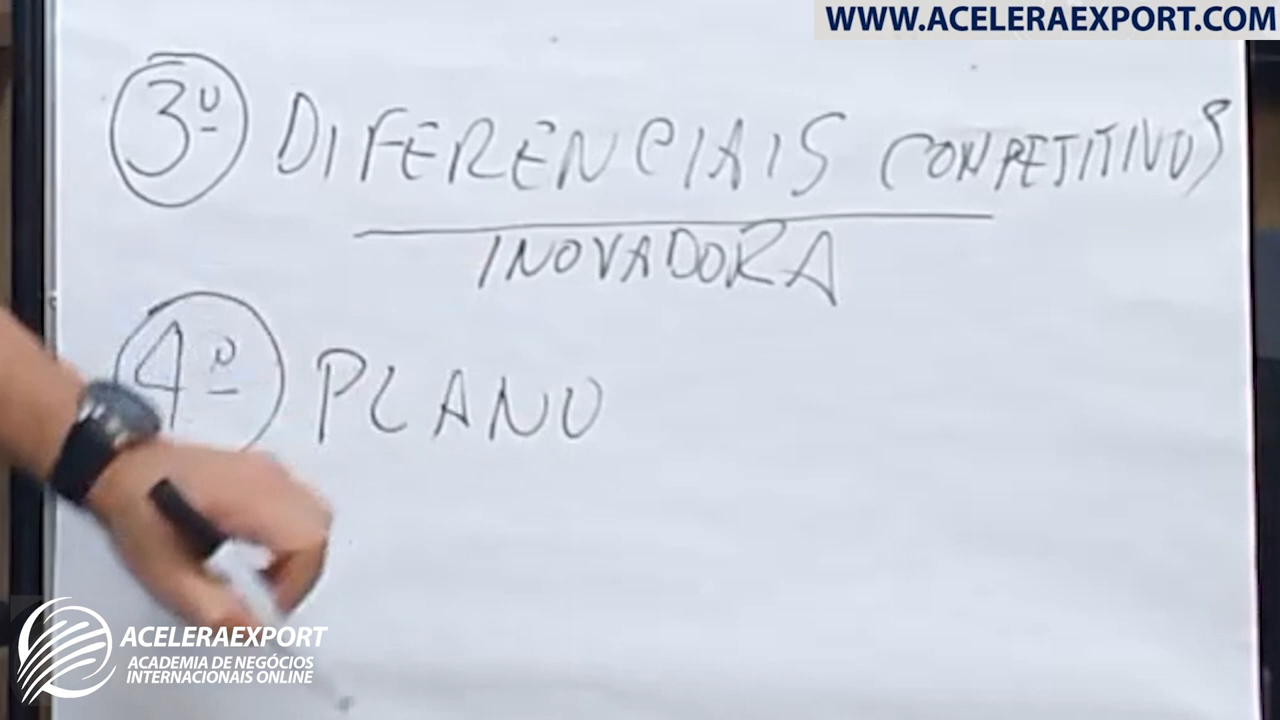 WWW.ACELERAEXPORT.COM
3º DIFERENCIAIS COMPETITIVOS
INOVADORA
4º PLANO
ACELERAEXPORT
ACADEMIA DE NEGÓCIOS
INTERNACIONAIS ONLINE